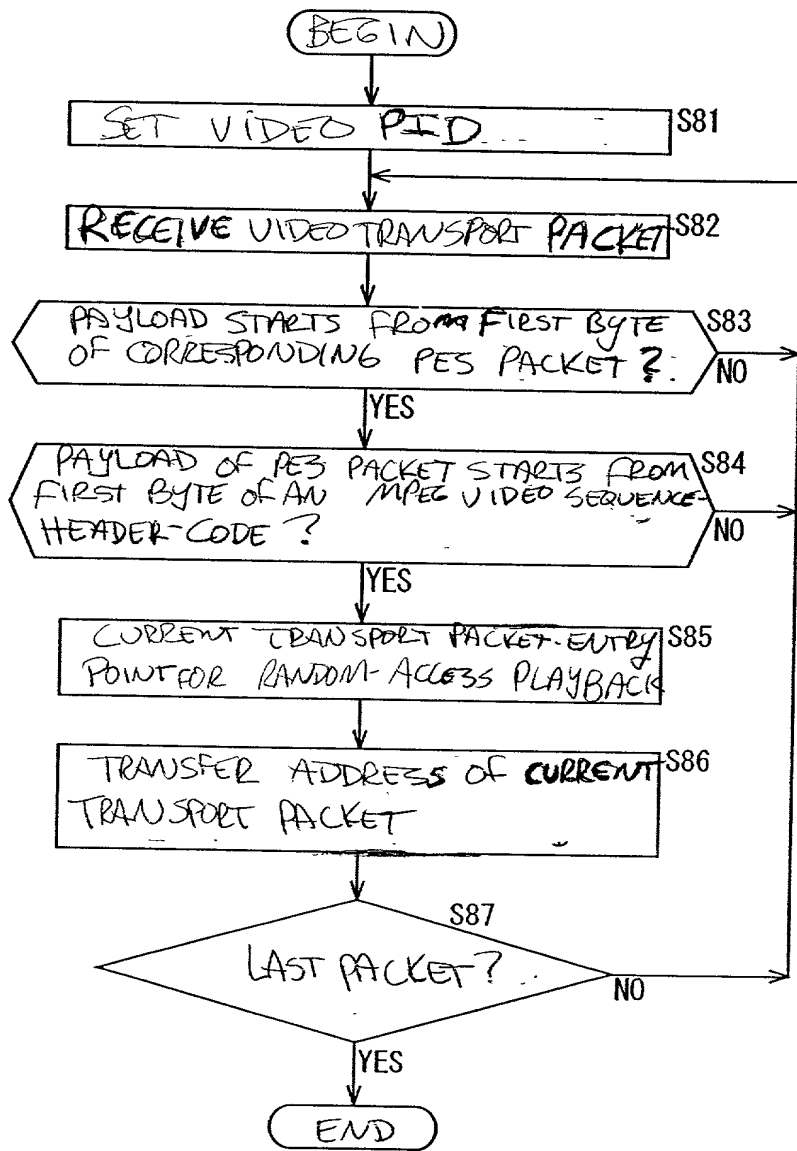 BEGIN
SET VIDEO PID
S81
RECEIVE VIDEO TRANSPORT PACKET
S82
PAYLOAD STARTS FROM FIRST BYTE
OF CORRESPONDING PES PACKET?
S83
NO
YES
PAYLOAD OF PES PACKET STARTS FROM
FIRST BYTE OF AN MPEG VIDEO SEQUENCE-
HEADER-CODE?
S84
NO
YES
CURRENT TRANSPORT PACKET-ENTRY
POINT FOR RANDOM-ACCESS PLAYBACK
S85
TRANSFER ADDRESS OF CURRENT
TRANSPORT PACKET
S86
S87
LAST PACKET?
NO
YES
END